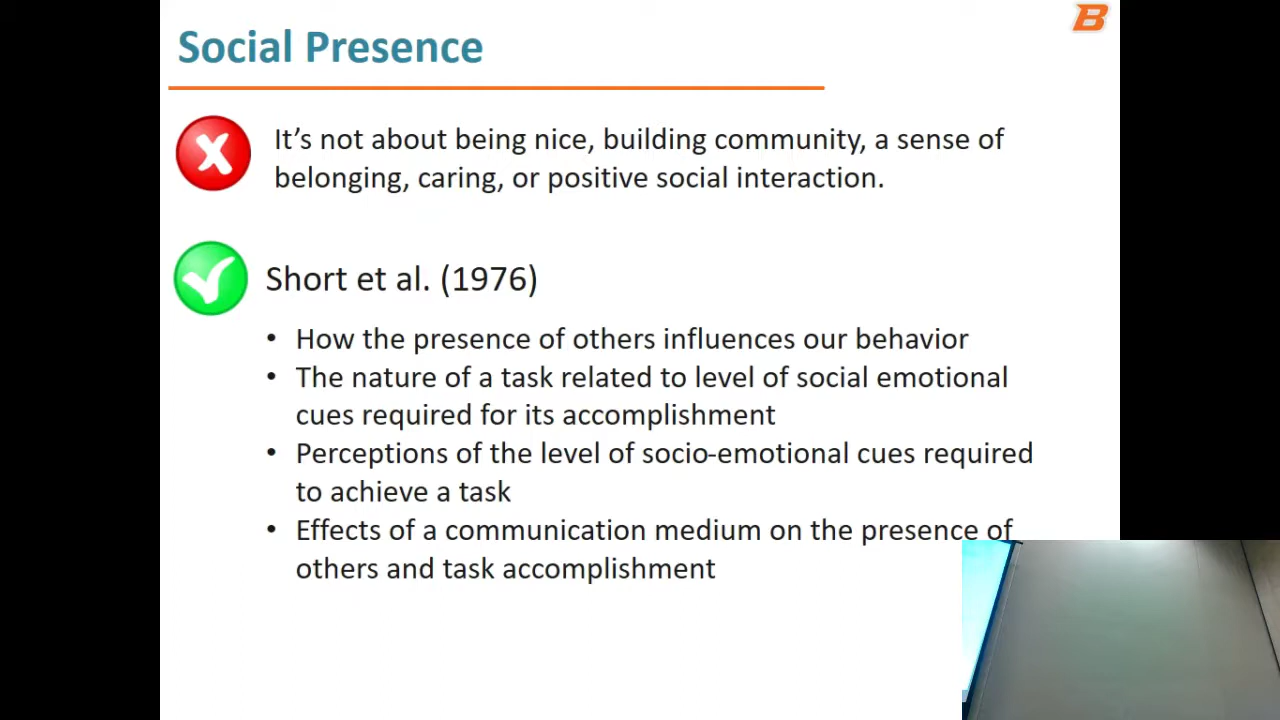 B
Social Presence
It's not about being nice, building community, a sense of
belonging, caring, or positive social interaction.
Short et al. (1976)
• How the presence of others influences our behavior
• The nature of a task related to level of social emotional
cues required for its accomplishment
• Perceptions of the level of socio-emotional cues required
to achieve a task
• Effects of a communication medium on the presence of
others and task accomplishment